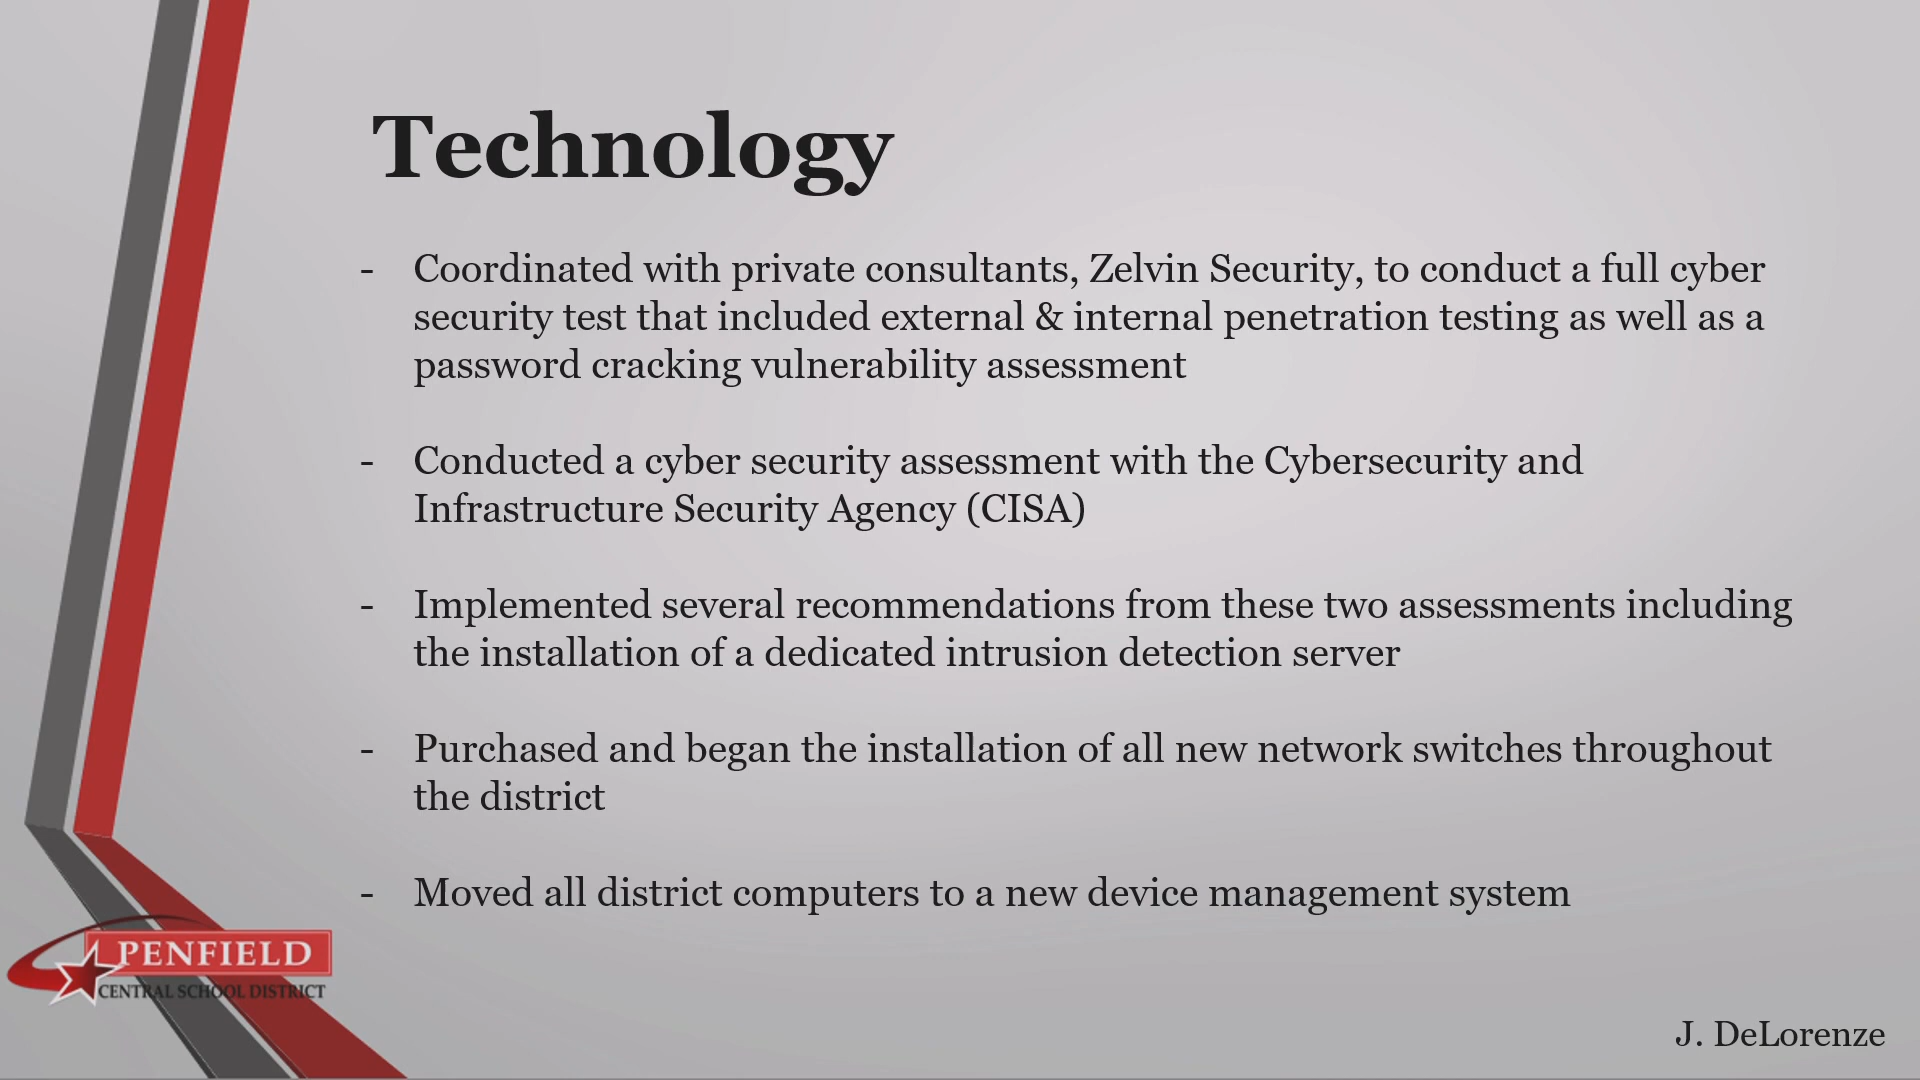 Technology
- Coordinated with private consultants, Zelvin Security, to conduct a full cyber
security test that included external & internal penetration testing as well as a
password cracking vulnerability assessment
- Conducted a cyber security assessment with the Cybersecurity and
Infrastructure Security Agency (CISA)
- Implemented several recommendations from these two assessments including
the installation of a dedicated intrusion detection server
- Purchased and began the installation of all new network switches throughout
the district
- Moved all district computers to a new device management system
PENFIELD
CENTRAL SCHOOL DISTRICT
J. DeLorenze